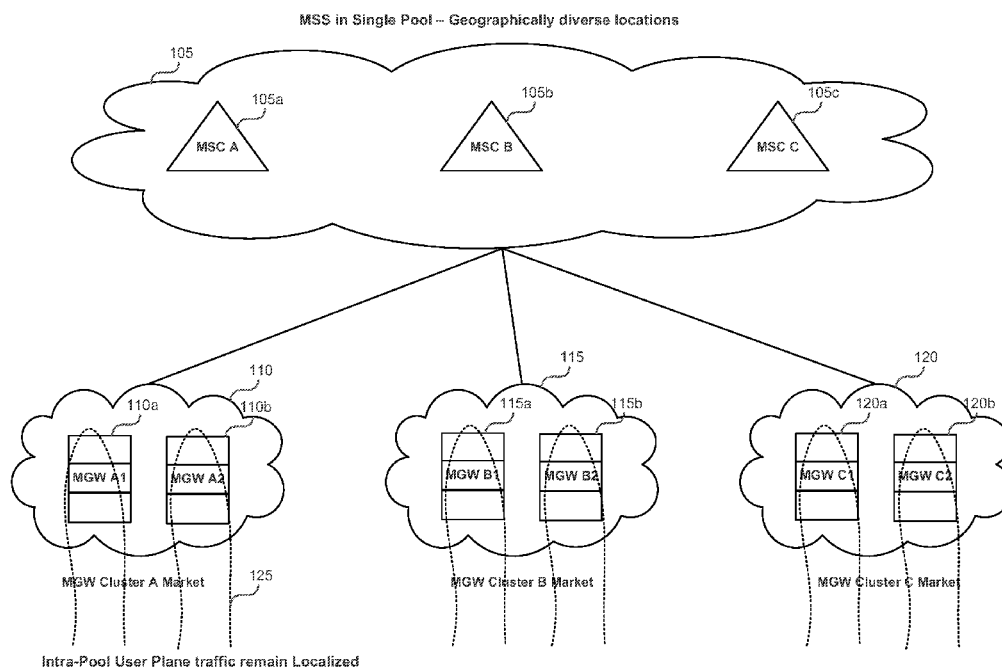 MSS in Single Pool – Geographically diverse locations
105
105a
105b
105c
MSC A
MSC B
MSC C
110
115
120
110a
110b
115a
115b
120a
120b
MGW A1
MGW A2
MGW B1
MGW B2
MGW C1
MGW C2
MGW Cluster A Market
MGW Cluster B Market
MGW Cluster C Market
125
Intra-Pool User Plane traffic remain Localized